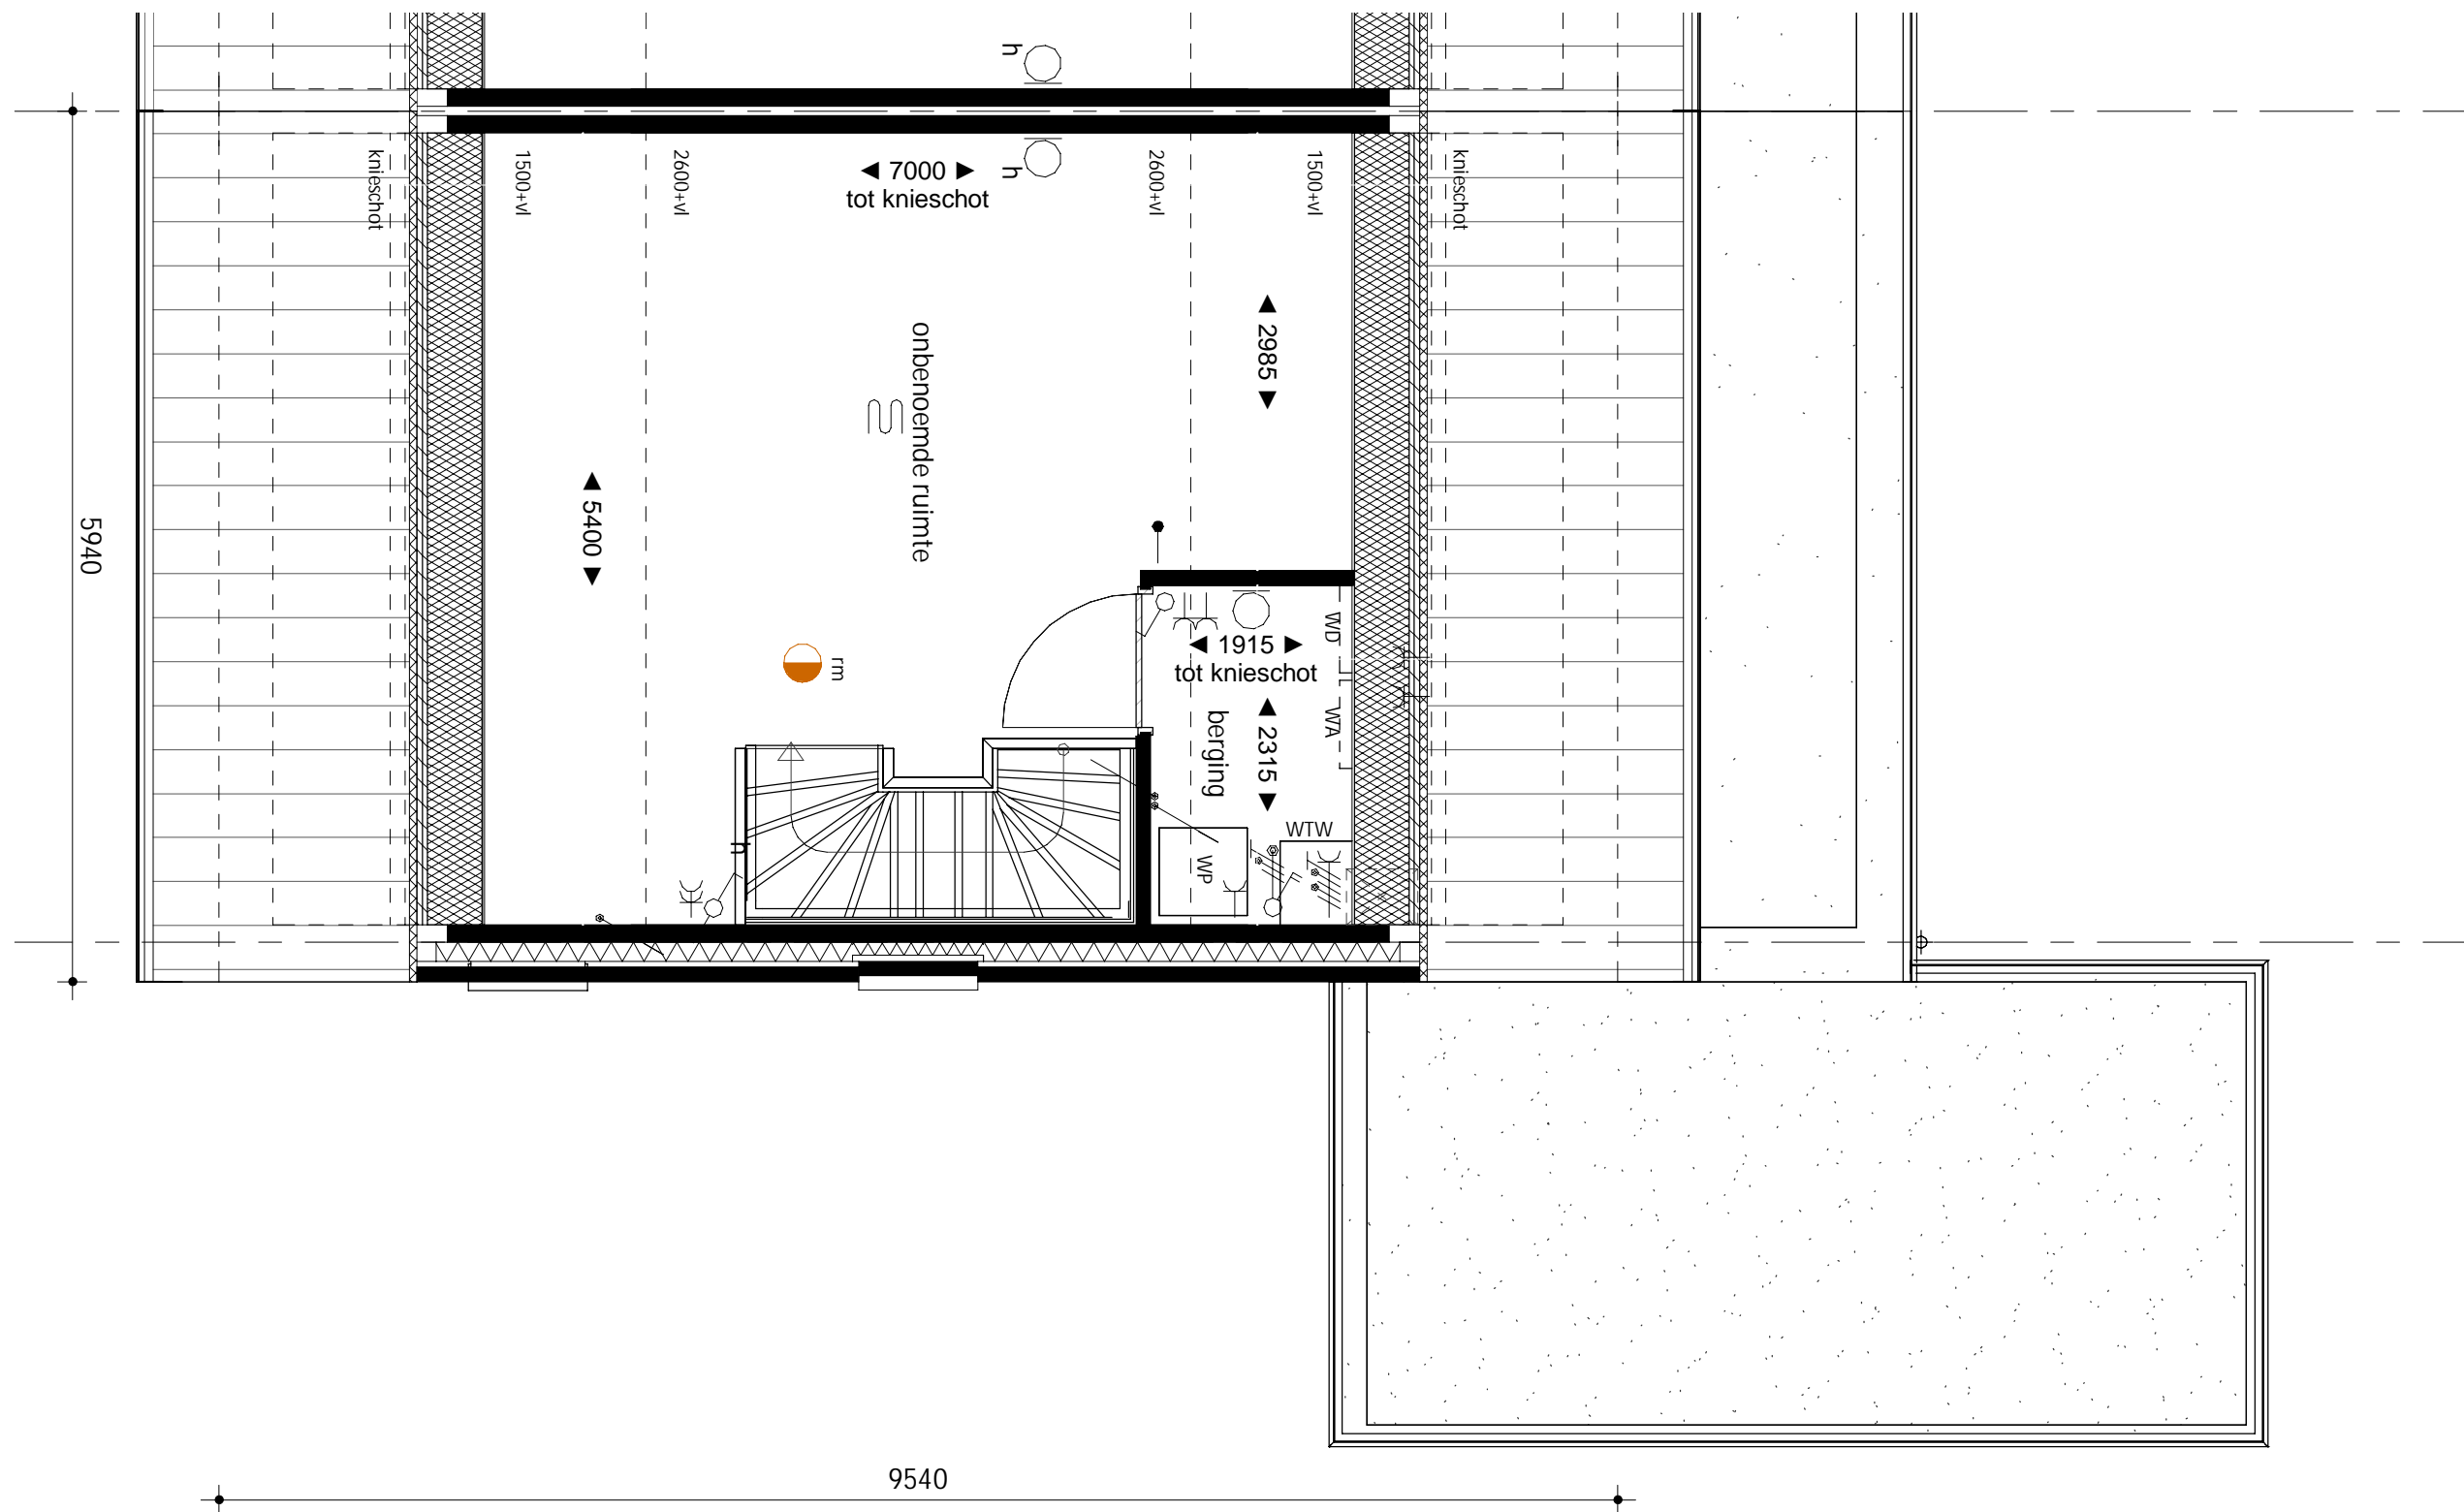 h
h
knieschot
1500+vl
2600+vl
◄ 7000 ►
tot knieschot
2600+vl
1500+vl
knieschot
◄ 2985 ►
onbenoemde ruimte
◄ 5400 ►
5940
rm
WD
◄ 1915 ►
tot knieschot
WA
berging
◄ 2315 ►
WTW
WP
h
9540